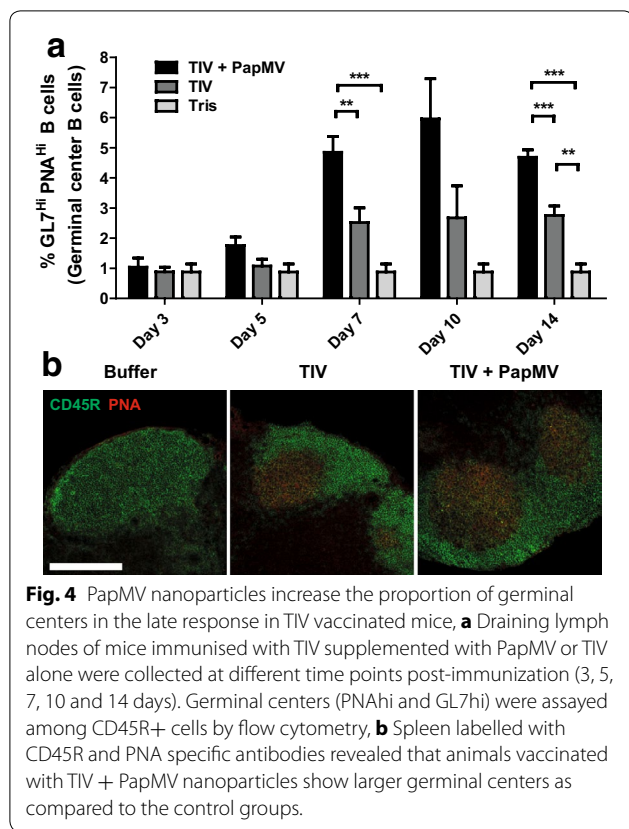 a
TIV + PapMV
TIV
Tris
% GL7Hi PNAHi B cells
(Germinal center B cells)
8
7
6
5
4
3
2
1
0
***
**
***
***
**
Day 3
Day 5
Day 7
Day 10
Day 14
b
Buffer
TIV
TIV + PapMV
CD45R PNA
Fig. 4 PapMV nanoparticles increase the proportion of germinal
centers in the late response in TIV vaccinated mice, a Draining lymph
nodes of mice immunised with TIV supplemented with PapMV or TIV
alone were collected at different time points post-immunization (3, 5,
7, 10 and 14 days). Germinal centers (PNAhi and GL7hi) were assayed
among CD45R+ cells by flow cytometry, b Spleen labelled with
CD45R and PNA specific antibodies revealed that animals vaccinated
with TIV + PapMV nanoparticles show larger germinal centers as
compared to the control groups.